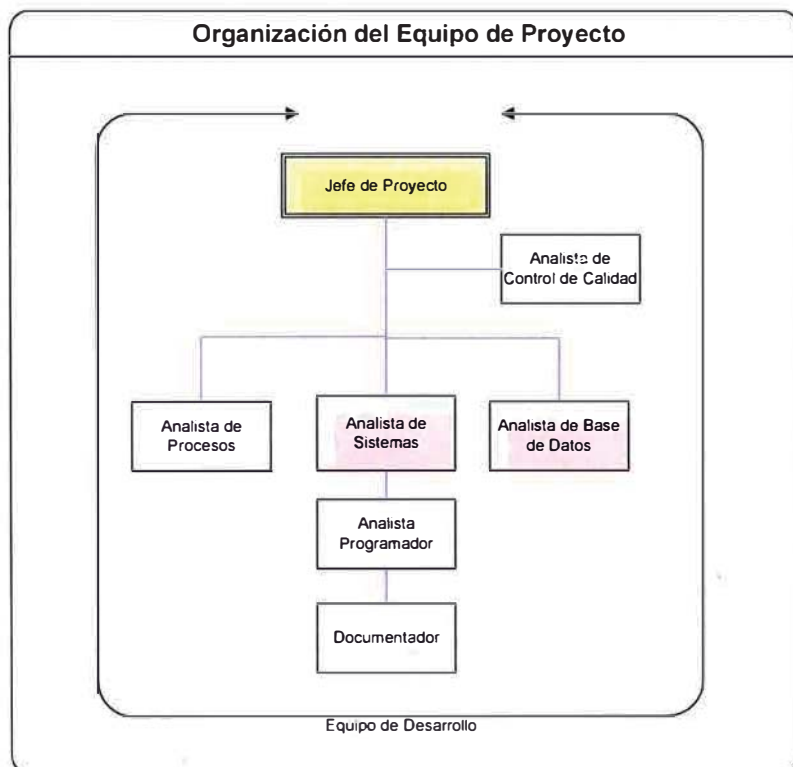 Organización del Equipo de Proyecto
Jefe de Proyecto
Analista de
Control de Calidad
Analista de
Procesos
Analista de
Sistemas
Analista de Base
de Datos
Analista
Programador
Documentador
Equipo de Desarrollo